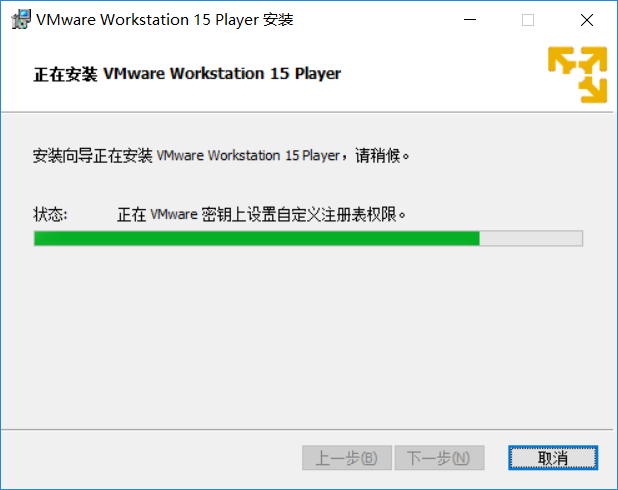 VMware Workstation 15 Player 安装
正在安装 VMware Workstation 15 Player
安装向导正在安装 VMware Workstation 15 Player，请稍候。
状态: 正在 VMware 密钥上设置自定义注册表权限。
上一步(B) 下一步(N) 取消